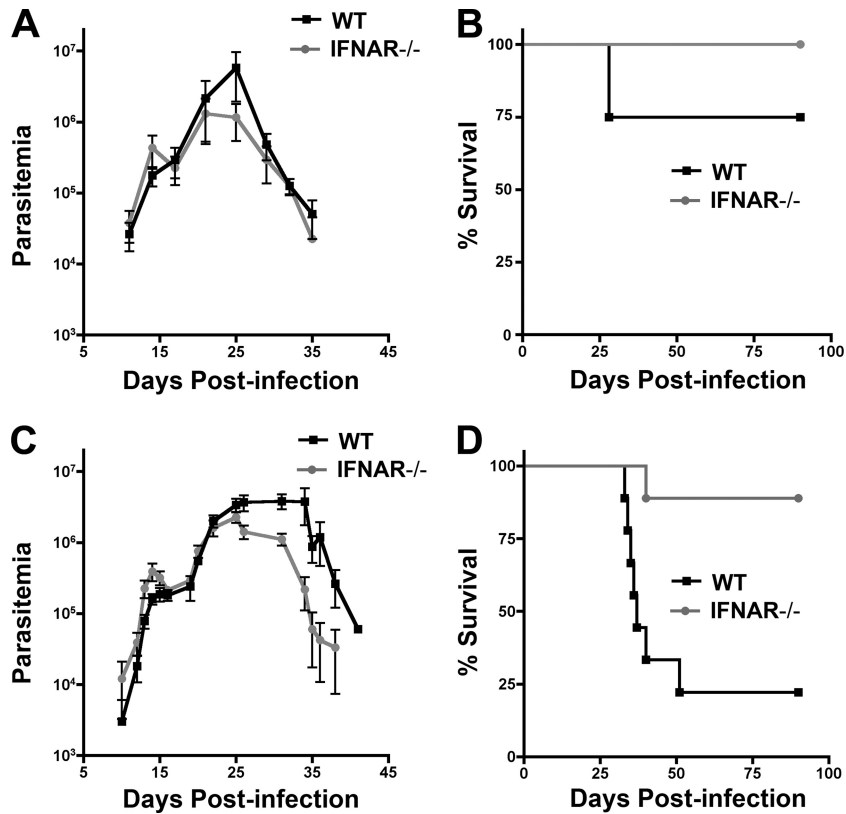 A
WT
IFNAR-/-
10⁷
10⁶
10⁵
10⁴
10³
Parasitemia
5 15 25 35 45
Days Post-infection
B
100
75
50
25
0
% Survival
WT
IFNAR-/-
0 25 50 75 100
Days Post-infection
C
WT
IFNAR-/-
10⁷
10⁶
10⁵
10⁴
10³
Parasitemia
5 15 25 35 45
Days Post-infection
D
100
75
50
25
0
% Survival
WT
IFNAR-/-
0 25 50 75 100
Days Post-infection